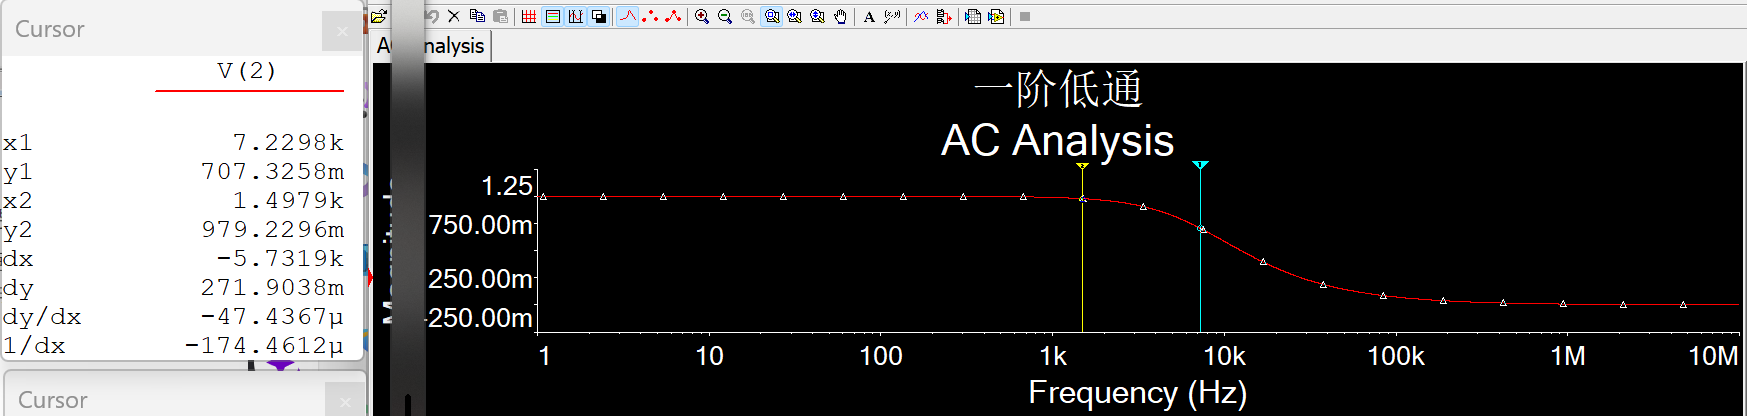 Cursor
V(2)
x1 7.2298k
y1 707.3258m
x2 1.4979k
y2 979.2296m
dx -5.7319k
dy 271.9038m
dy/dx -47.4367µ
1/dx -174.4612µ
Cursor
A
nalysis
一阶低通
AC Analysis
1.25
750.00m
250.00m
-250.00m
1 10 100 1k 10k 100k 1M 10M
Frequency (Hz)